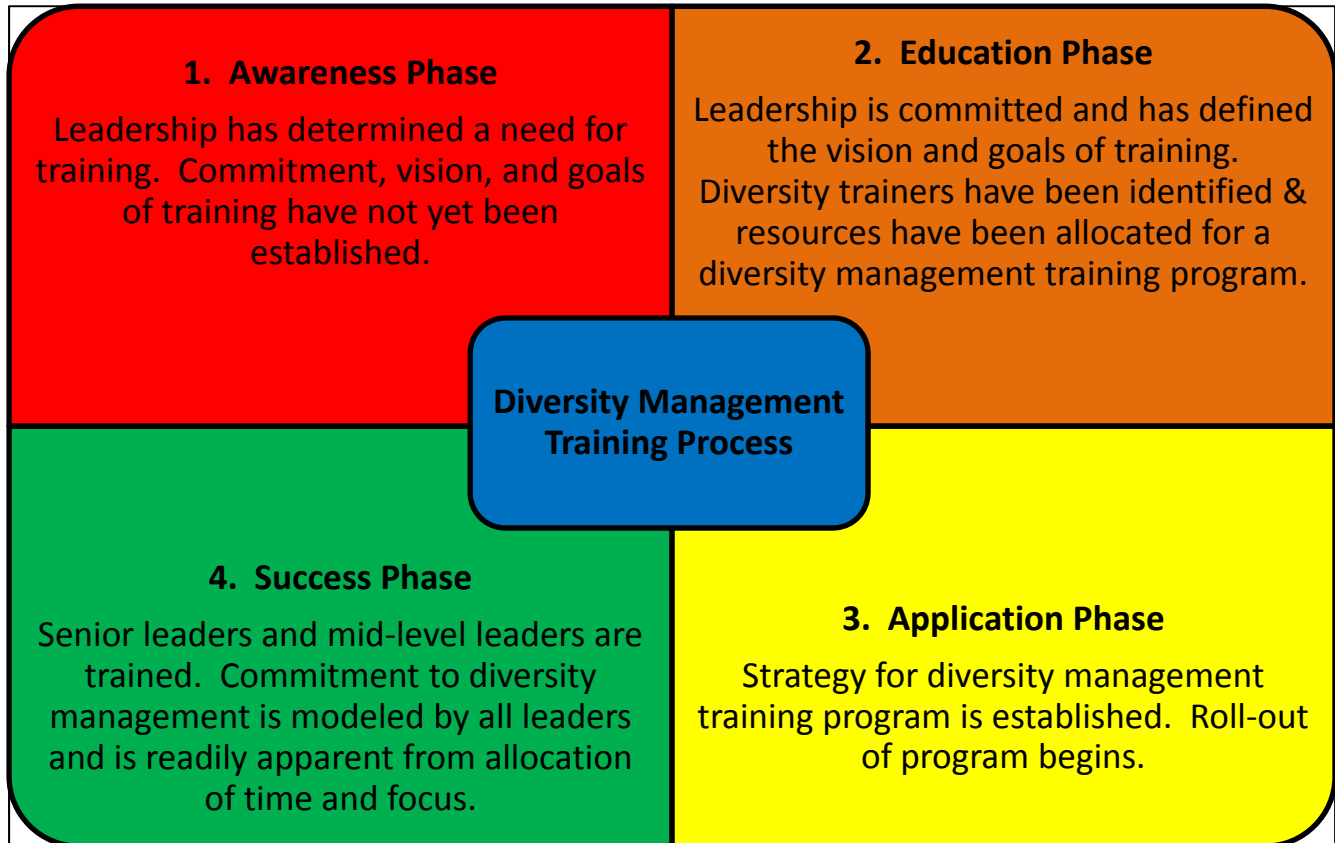 1.  Awareness Phase
Leadership has determined a need for
training.  Commitment, vision, and goals
of training have not yet been
established.
2.  Education Phase
Leadership is committed and has defined
the vision and goals of training.
Diversity trainers have been identified &
resources have been allocated for a
diversity management training program.
Diversity Management
Training Process
3.  Application Phase
Strategy for diversity management
training program is established.  Roll-out
of program begins.
4.  Success Phase
Senior leaders and mid-level leaders are
trained.  Commitment to diversity
management is modeled by all leaders
and is readily apparent from allocation
of time and focus.